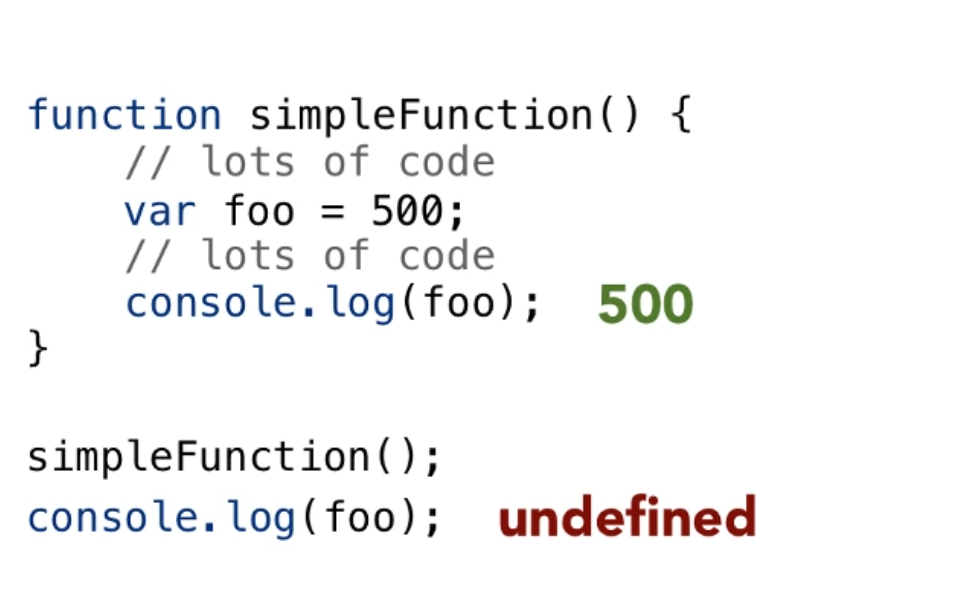 function simpleFunction() {
    // lots of code
    var foo = 500;
    // lots of code
    console.log(foo); 500
}
simpleFunction();
console.log(foo); undefined